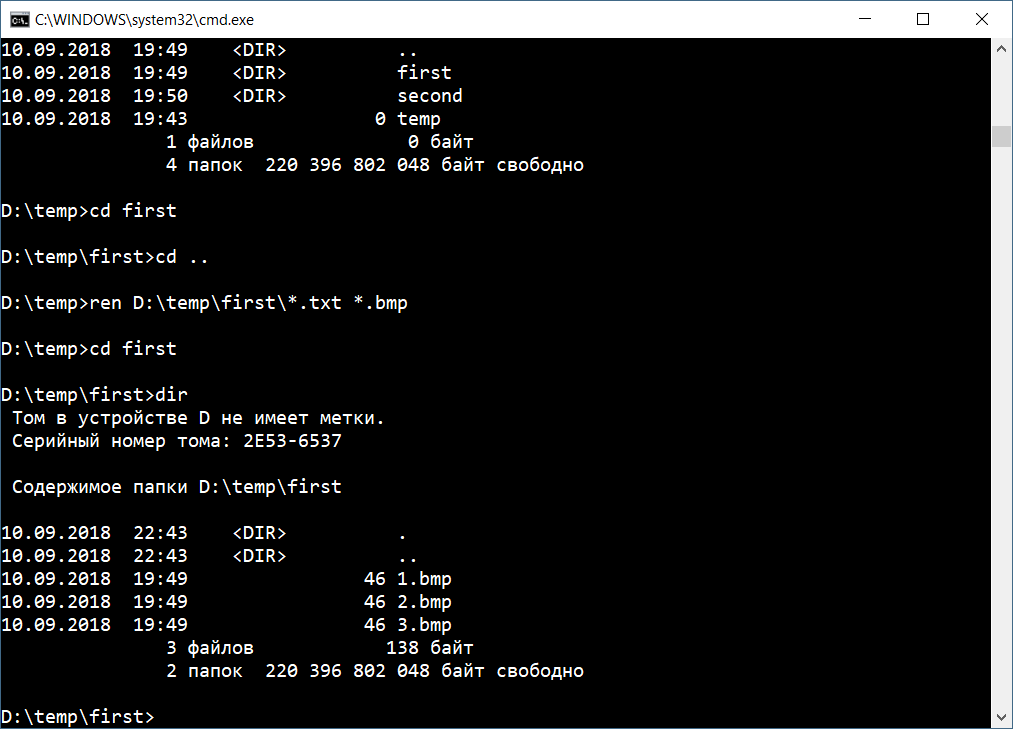 C:\WINDOWS\system32\cmd.exe
10.09.2018  19:49    <DIR>          ..
10.09.2018  19:49    <DIR>          first
10.09.2018  19:50    <DIR>          second
10.09.2018  19:43                 0 temp
               1 файлов              0 байт
               4 папок  220 396 802 048 байт свободно
D:\temp>cd first
D:\temp\first>cd ..
D:\temp>ren D:\temp\first\*.txt *.bmp
D:\temp>cd first
D:\temp\first>dir
 Том в устройстве D не имеет метки.
 Серийный номер тома: 2E53-6537
 Содержимое папки D:\temp\first
10.09.2018  22:43    <DIR>          .
10.09.2018  22:43    <DIR>          ..
10.09.2018  19:49                46 1.bmp
10.09.2018  19:49                46 2.bmp
10.09.2018  19:49                46 3.bmp
               3 файлов            138 байт
               2 папок  220 396 802 048 байт свободно
D:\temp\first>